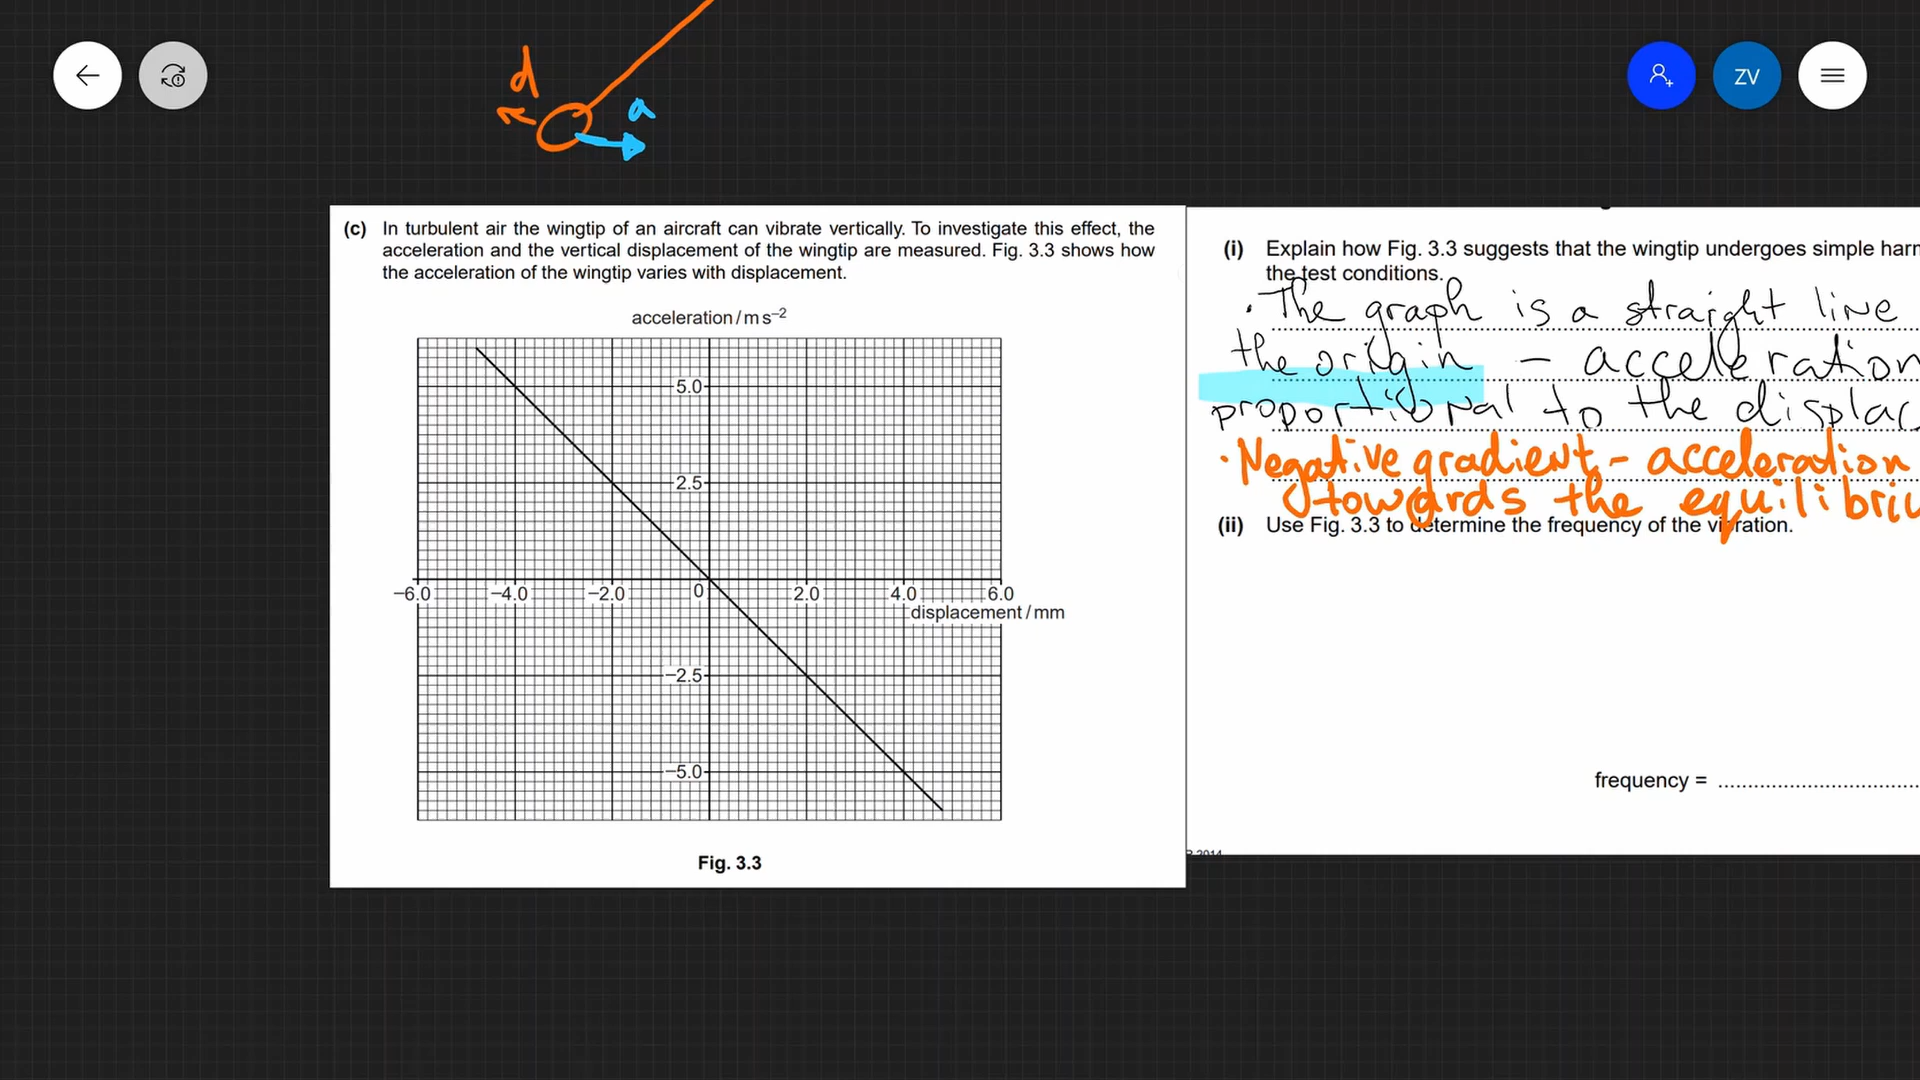 d
a
ZV
(c) In turbulent air the wingtip of an aircraft can vibrate vertically. To investigate this effect, the
acceleration and the vertical displacement of the wingtip are measured. Fig. 3.3 shows how
the acceleration of the wingtip varies with displacement.
acceleration / m s⁻²
5.0
2.5
−6.0 −4.0 −2.0 0 2.0 4.0 6.0
displacement / mm
−2.5
−5.0
Fig. 3.3
(i) Explain how Fig. 3.3 suggests that the wingtip undergoes simple harm
the test conditions.
• The graph is a straight line
the origin – acceleration
proportional to the displac
• Negative gradient – acceleration
towards the equilibriu
(ii) Use Fig. 3.3 to determine the frequency of the vibration.
frequency = ........................................
2014